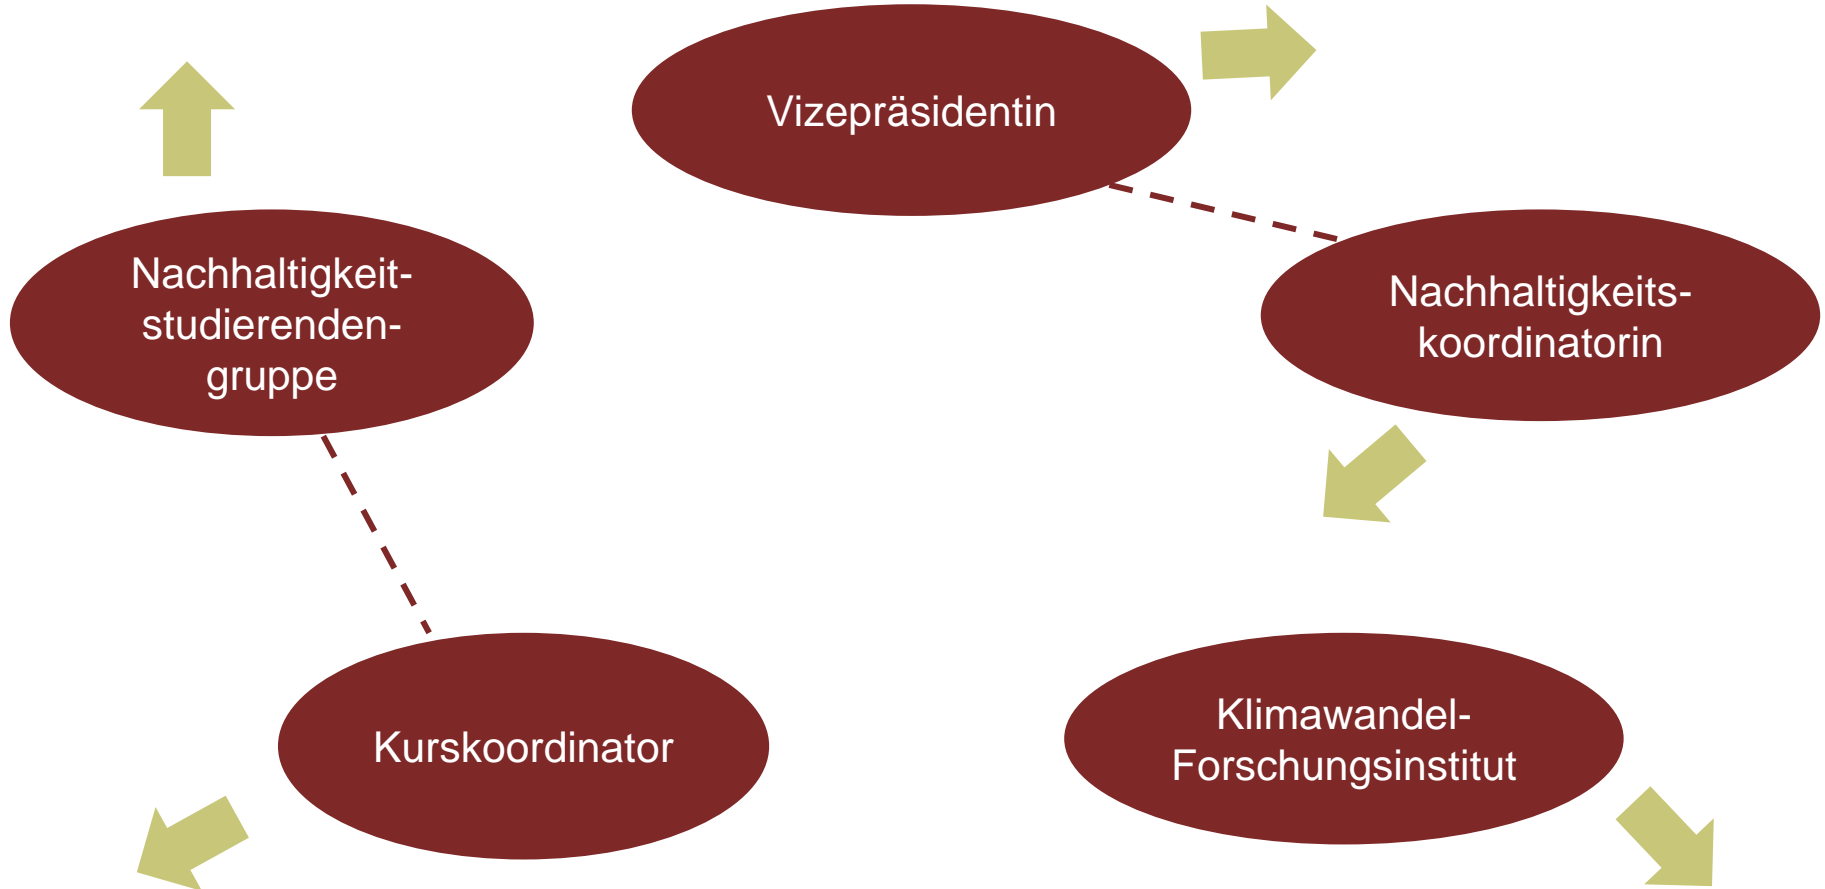 Vizepräsidentin
Nachhaltigkeit-
studierenden-
gruppe
Nachhaltigkeits-
koordinatorin
Kurskoordinator
Klimawandel-
Forschungsinstitut